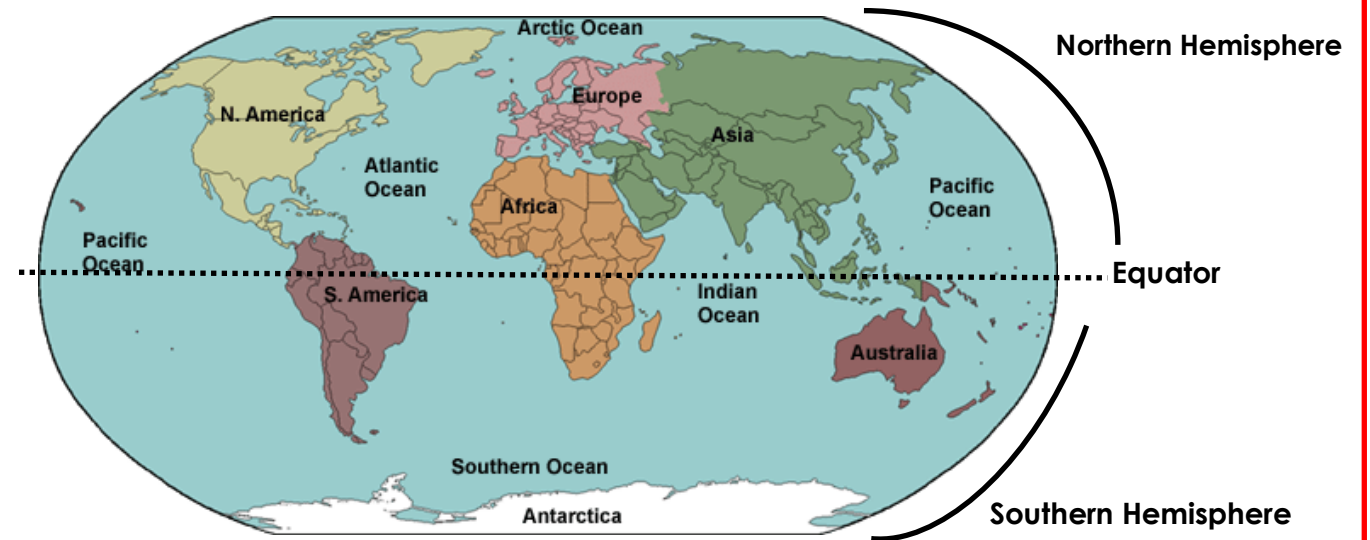 Arctic Ocean
Northern Hemisphere
Europe
N. America
Asia
Atlantic
Ocean
Pacific
Ocean
Africa
Pacific
Ocean
Equator
S. America
Indian
Ocean
Australia
Southern Ocean
Antarctica
Southern Hemisphere